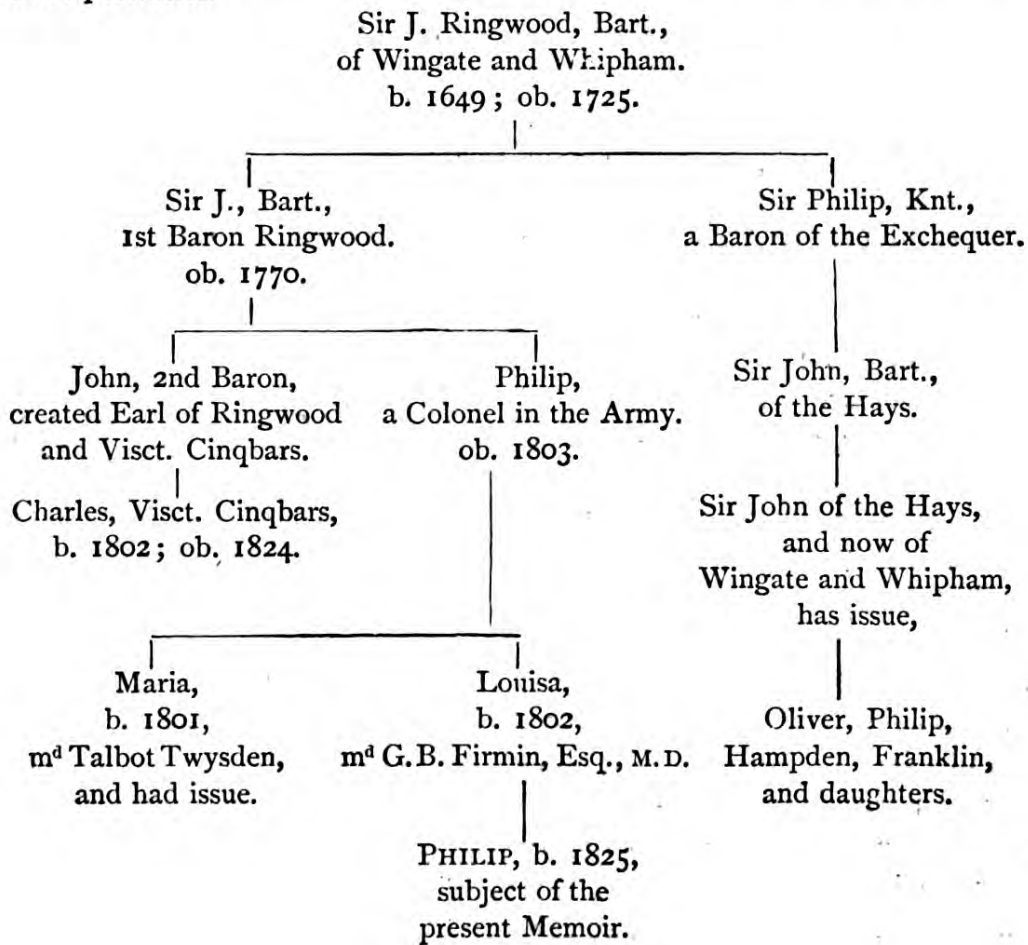 Sir J. Ringwood, Bart.,
of Wingate and Whipham.
b. 1649; ob. 1725.
Sir J., Bart.,
1st Baron Ringwood.
ob. 1770.
Sir Philip, Knt.,
a Baron of the Exchequer.
John, 2nd Baron,
created Earl of Ringwood
and Visct. Cinqbars.
Philip,
a Colonel in the Army.
ob. 1803.
Sir John, Bart.,
of the Hays.
Charles, Visct. Cinqbars,
b. 1802; ob. 1824.
Sir John of the Hays,
and now of
Wingate and Whipham,
has issue,
Maria,
b. 1801,
md Talbot Twysden,
and had issue.
Louisa,
b. 1802,
md G. B. Firmin, Esq., M.D.
Oliver, Philip,
Hampden, Franklin,
and daughters.
PHILIP, b. 1825,
subject of the
present Memoir.